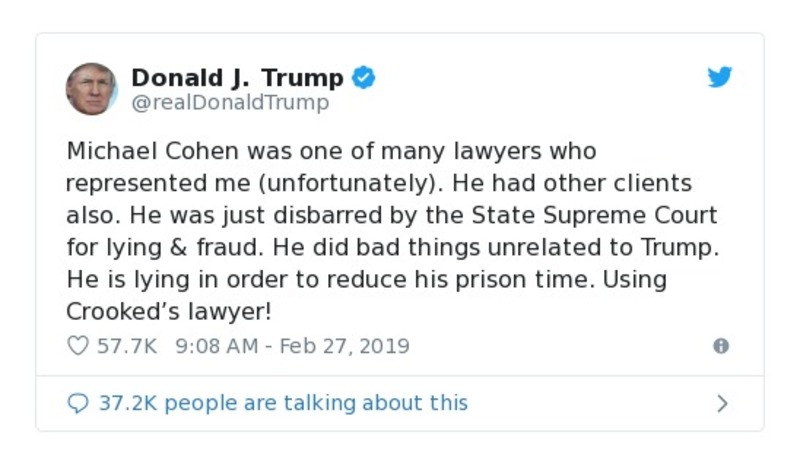 Donald J. Trump
@realDonaldTrump
Michael Cohen was one of many lawyers who
represented me (unfortunately). He had other clients
also. He was just disbarred by the State Supreme Court
for lying & fraud. He did bad things unrelated to Trump.
He is lying in order to reduce his prison time. Using
Crooked’s lawyer!
57.7K 9:08 AM - Feb 27, 2019
37.2K people are talking about this